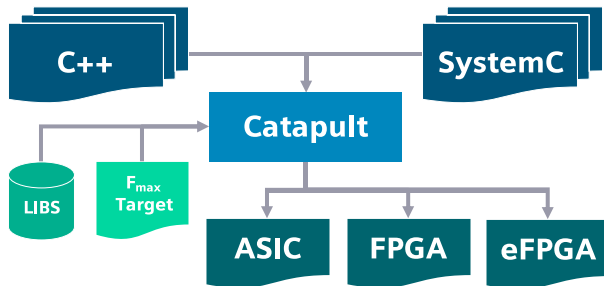 C++
SystemC
Catapult
LIBS
Fmax
Target
ASIC
FPGA
eFPGA